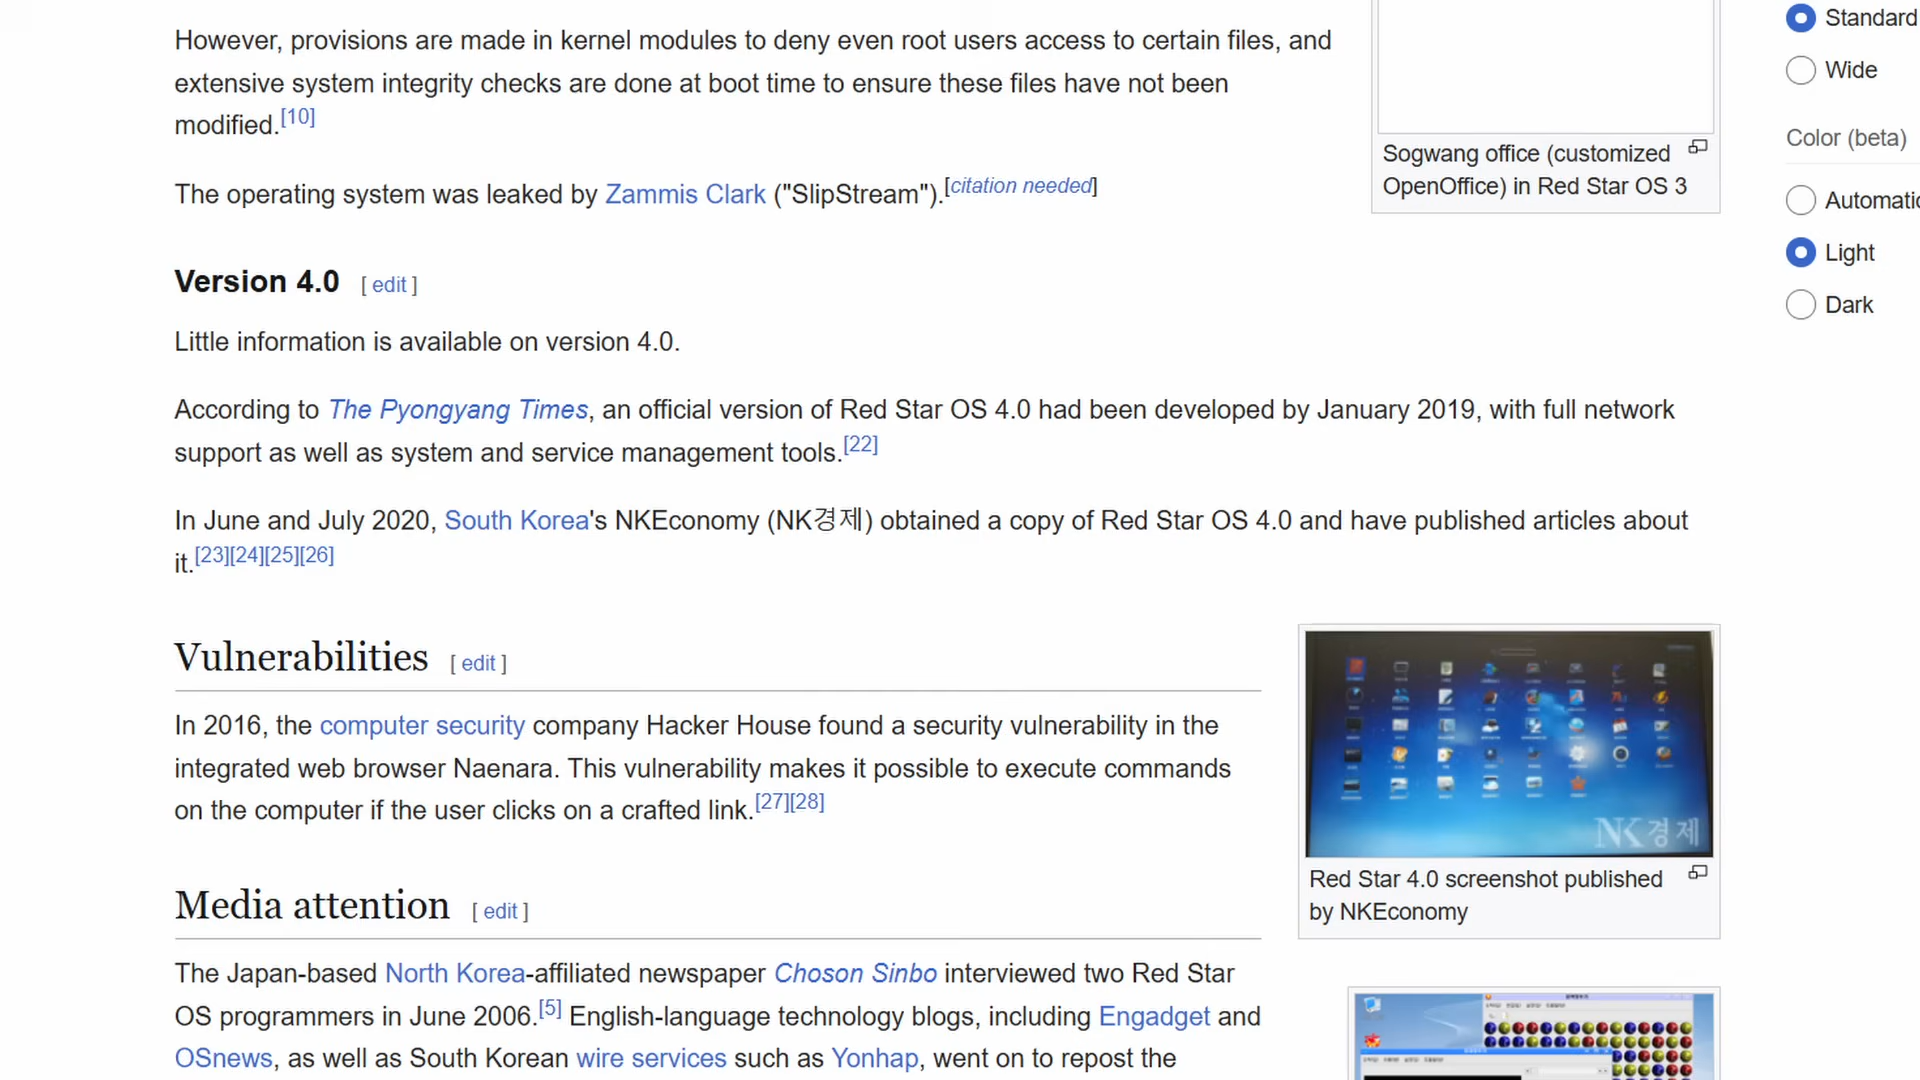 However, provisions are made in kernel modules to deny even root users access to certain files, and
extensive system integrity checks are done at boot time to ensure these files have not been
modified.[10]
The operating system was leaked by Zammis Clark ("SlipStream").[citation needed]
Sogwang office (customized
OpenOffice) in Red Star OS 3
Version 4.0 [ edit ]
Little information is available on version 4.0.
According to The Pyongyang Times, an official version of Red Star OS 4.0 had been developed by January 2019, with full network
support as well as system and service management tools.[22]
In June and July 2020, South Korea's NKEconomy (NK경제) obtained a copy of Red Star OS 4.0 and have published articles about
it.[23][24][25][26]
Vulnerabilities [ edit ]
In 2016, the computer security company Hacker House found a security vulnerability in the
integrated web browser Naenara. This vulnerability makes it possible to execute commands
on the computer if the user clicks on a crafted link.[27][28]
NK경제
Red Star 4.0 screenshot published
by NKEconomy
Media attention [ edit ]
The Japan-based North Korea-affiliated newspaper Choson Sinbo interviewed two Red Star
OS programmers in June 2006.[5] English-language technology blogs, including Engadget and
OSnews, as well as South Korean wire services such as Yonhap, went on to repost the
Standard
Wide
Color (beta)
Automatic
Light
Dark